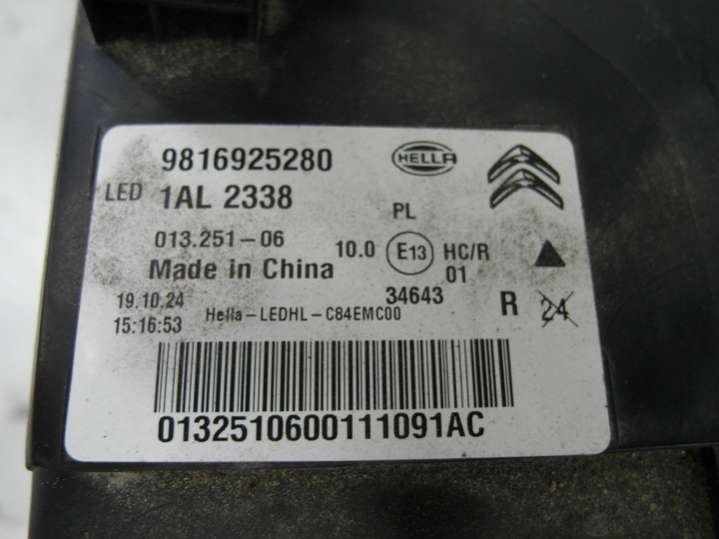 9816925280 HELLA
LED 1AL 2338
PL
013.251-06 10.0 E13 HC/R
Made in China 01
19.10.24 34643 R 24
15:16:53 Hella-LEDHL-C84EMC00
0132510600111091AC